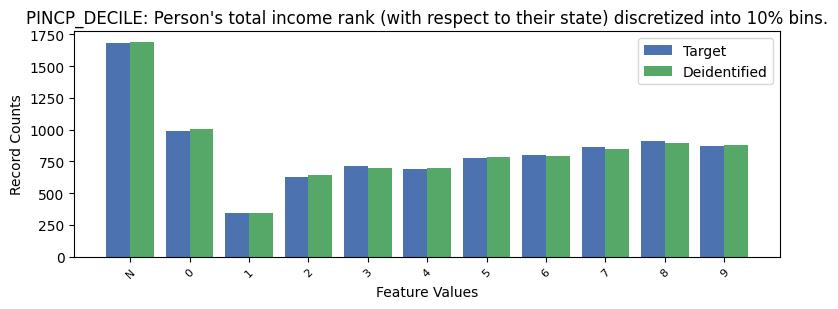 PINCP_DECILE: Person's total income rank (with respect to their state) discretized into 10% bins.
1750
1500
1250
1000
750
500
250
0
Record Counts
Target
Deidentified
N 0 1 2 3 4 5 6 7 8 9
Feature Values